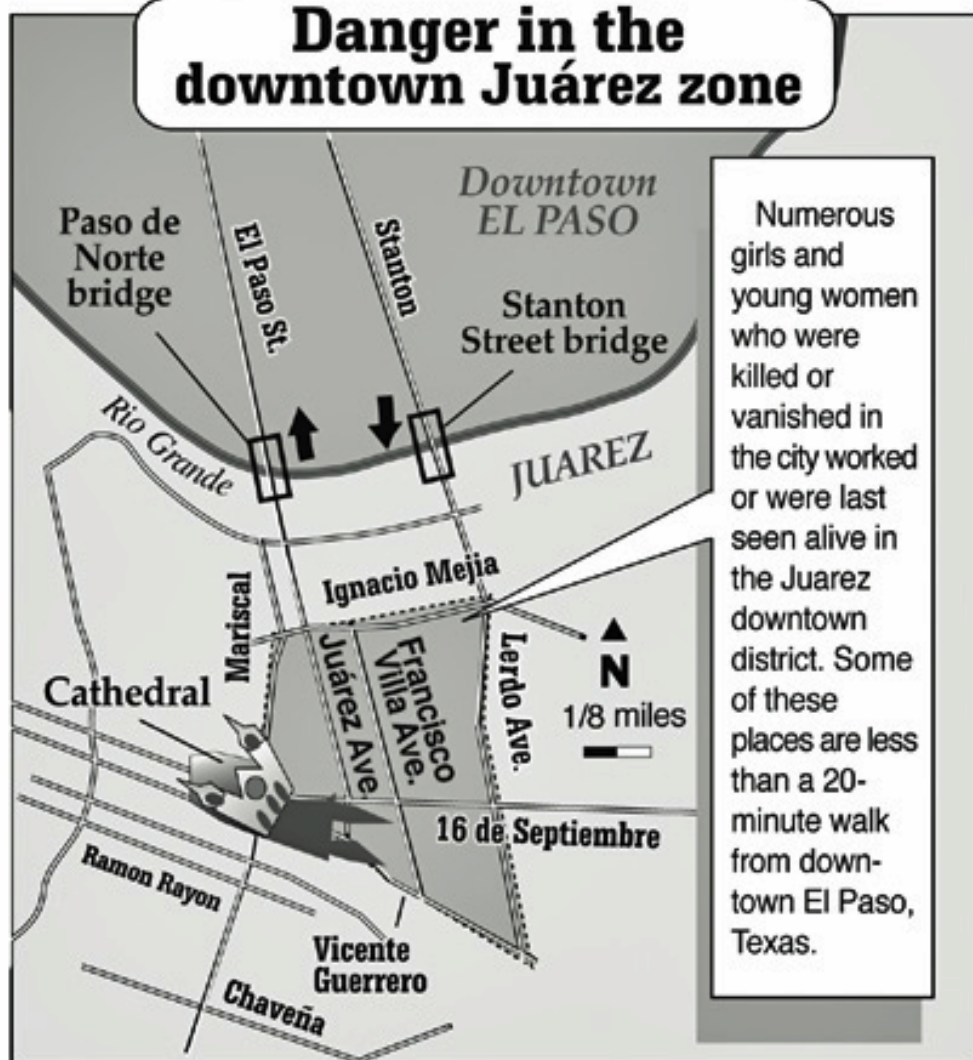 Danger in the
downtown Juárez zone
Downtown
EL PASO
Paso de
Norte
bridge
El Paso St.
Stanton
Stanton
Street bridge
Rio Grande
JUAREZ
Numerous
girls and
young women
who were
killed or
vanished in
the city worked
or were last
seen alive in
the Juarez
downtown
district. Some
of these
places are less
than a 20-
minute walk
from down-
town El Paso,
Texas.
Ignacio Mejia
Mariscal
Juárez Ave.
Francisco
Villa Ave.
Lerdo Ave.
N
1/8 miles
Cathedral
16 de Septiembre
Ramon Rayon
Vicente
Guerrero
Chaveña